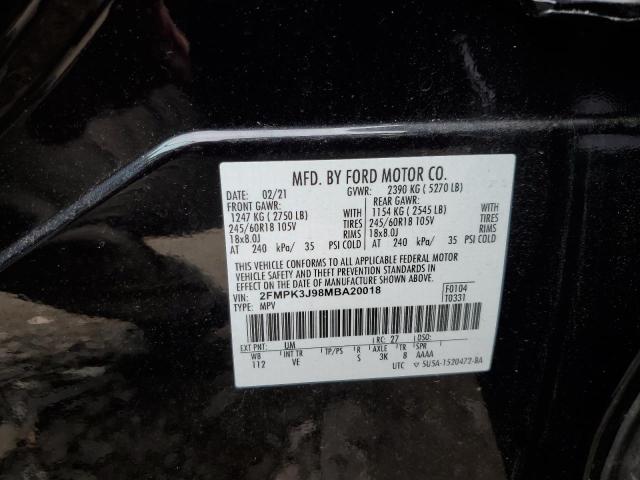 MFD. BY FORD MOTOR CO.
DATE: 02/21 GVWR: 2390 KG ( 5270 LB)
FRONT GAWR: REAR GAWR:
1247 KG ( 2750 LB) WITH 1154 KG ( 2545 LB) WITH
245/60R18 105V TIRES 245/60R18 105V TIRES
18x8.0J RIMS 18x8.0J RIMS
AT 240 kPa/ 35 PSI COLD AT 240 kPa/ 35 PSI COLD
THIS VEHICLE CONFORMS TO ALL APPLICABLE FEDERAL MOTOR
VEHICLE SAFETY AND THEFT PREVENTION STANDARDS IN
EFFECT ON THE DATE OF MANUFACTURE SHOWN ABOVE.
VIN: 2FMPK3J98MBA20018 F0104
TYPE: MPV T0331
EXT PNT: UM RC: 27 DSO:
WB INT TR TP/PS R AXLE TR SPR
112 VE S 3K 8 AAAA
UTC ▽ 5U5A-1520472-BA